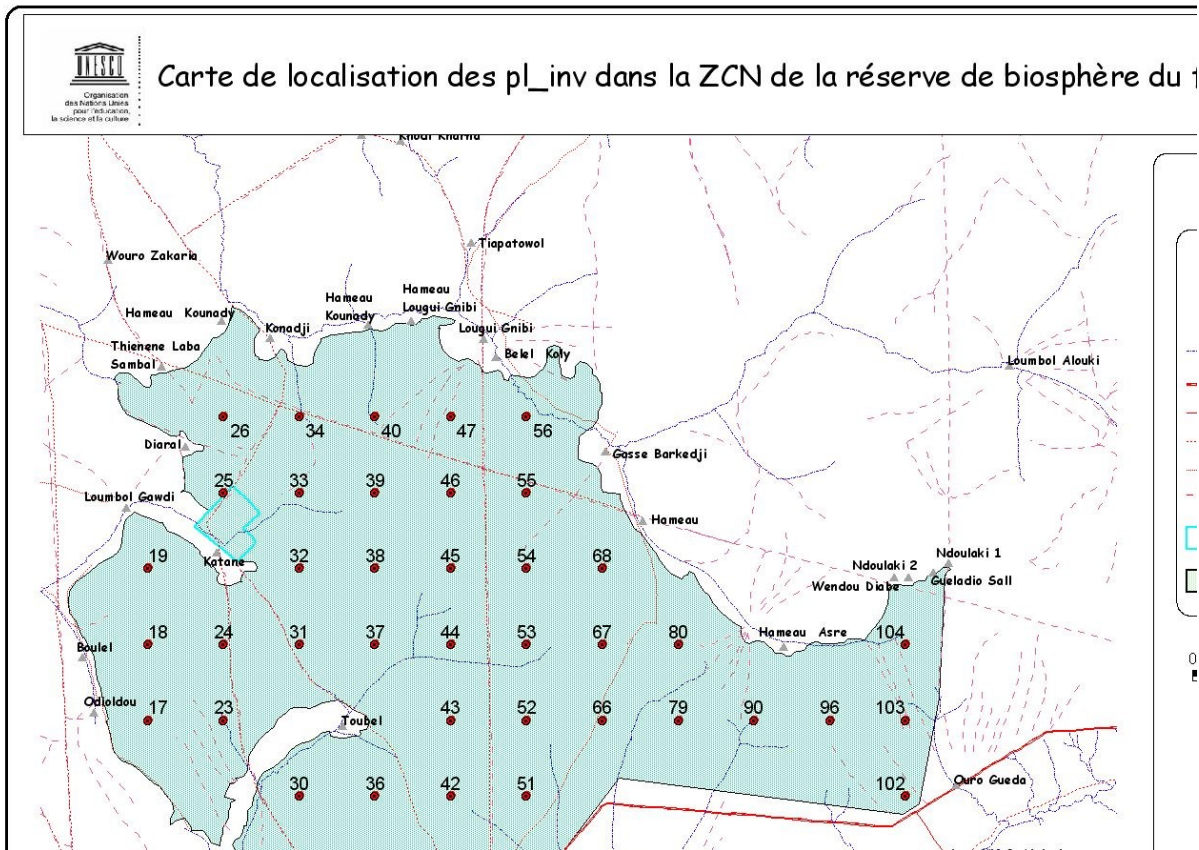 UNESCO
Organisation
des Nations Unies
pour l'éducation,
la science et la culture
Carte de localisation des pl_inv dans la ZCN de la réserve de biosphère du
Tiapatowol
Wouro Zakaria
Hameau
Lougui Gnibi
Hameau
Kounady
Hameau Kounady
Konadji
Lougui Gnibi
Thienene Laba
Sambal
Belel Koly
Loumbol Alouki
26
34
40
47
56
Diaral
Gasse Barkedji
25
33
39
46
55
Loumbol Gawdi
Hameau
19
Katane
32
38
45
54
68
Ndoulaki 1
Ndoulaki 2
Gueladio Sall
Wendou Diabe
18
24
31
37
44
53
67
80
Hameau Asre
104
Boulel
Odioldou
17
23
Toubel
43
52
66
79
90
96
103
30
36
42
51
102
Ouro Gueda
0